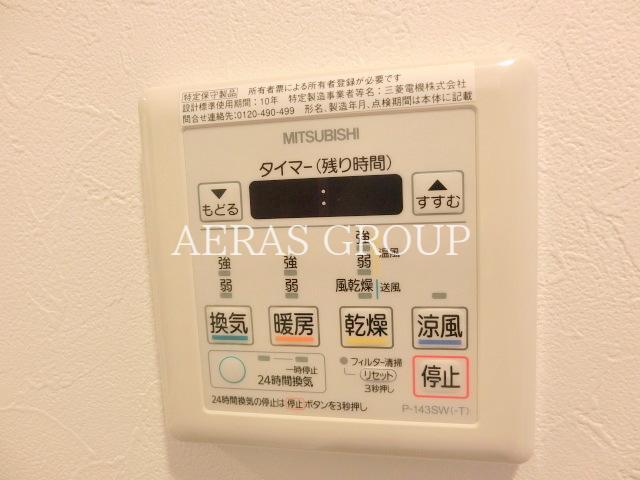 特定保守製品 所有者票による所有者登録が必要です
設計標準使用期間：10年 特定製造事業者等名：三菱電機株式会社
問合せ連絡先:0120-490-499 形名、製造年月、点検期間は本体に記載
MITSUBISHI
タイマー(残り時間)
▼ もどる
:
▲ すすむ
AERAS GROUP
強 強 強 温風
弱 弱 弱
風乾燥 送風
換気 暖房 乾燥 涼風
一時停止
24時間換気
フィルター清掃
リセット
3秒押し
停止
24時間換気の停止は 停止 ボタンを3秒押し
P-143SW(-T)